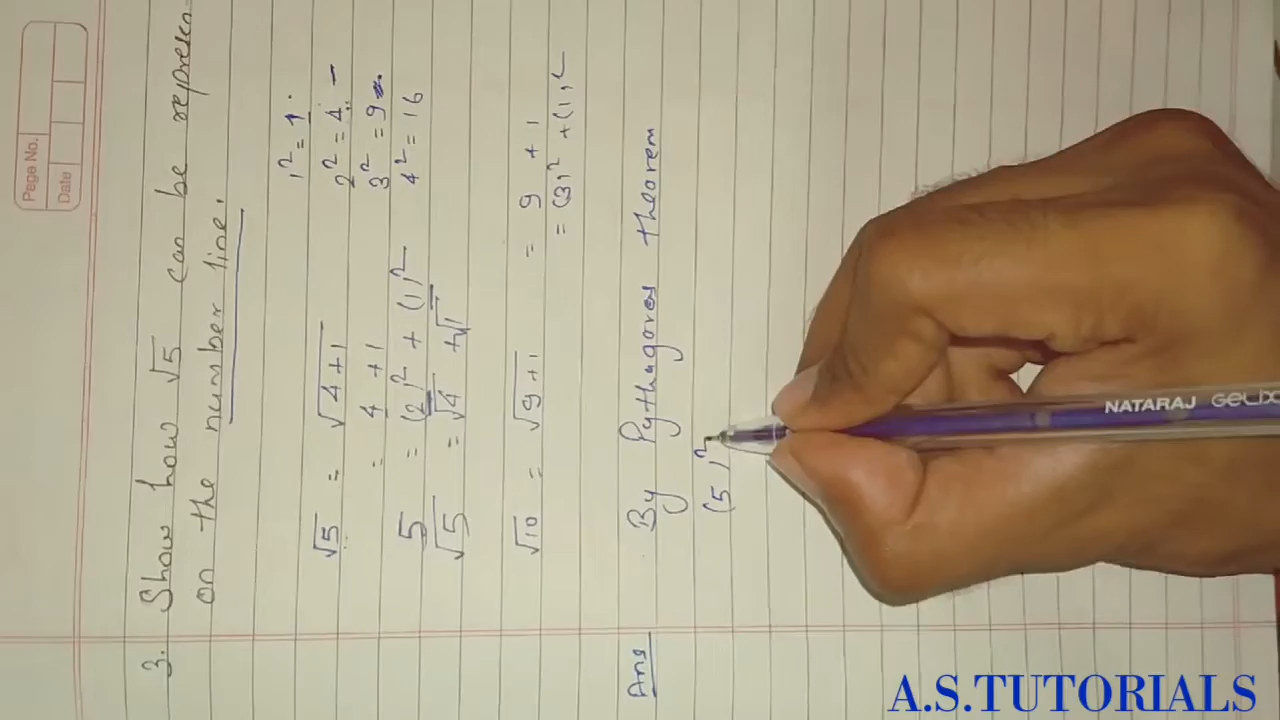 Page No.
Date
3. Show how √5 can be represen-
on the number line.
1² = 1
√5 = √4+1
2² = 4
= 4 + 1
3² = 9
5 = (2)² + (1)²
4² = 16
√5 = √4 + √1
√10 = √9+1
= 9 + 1
= (3)² + (1)²
Ans By Pythagores theorem
(5)²
NATARAJ GELIX
A.S.TUTORIALS